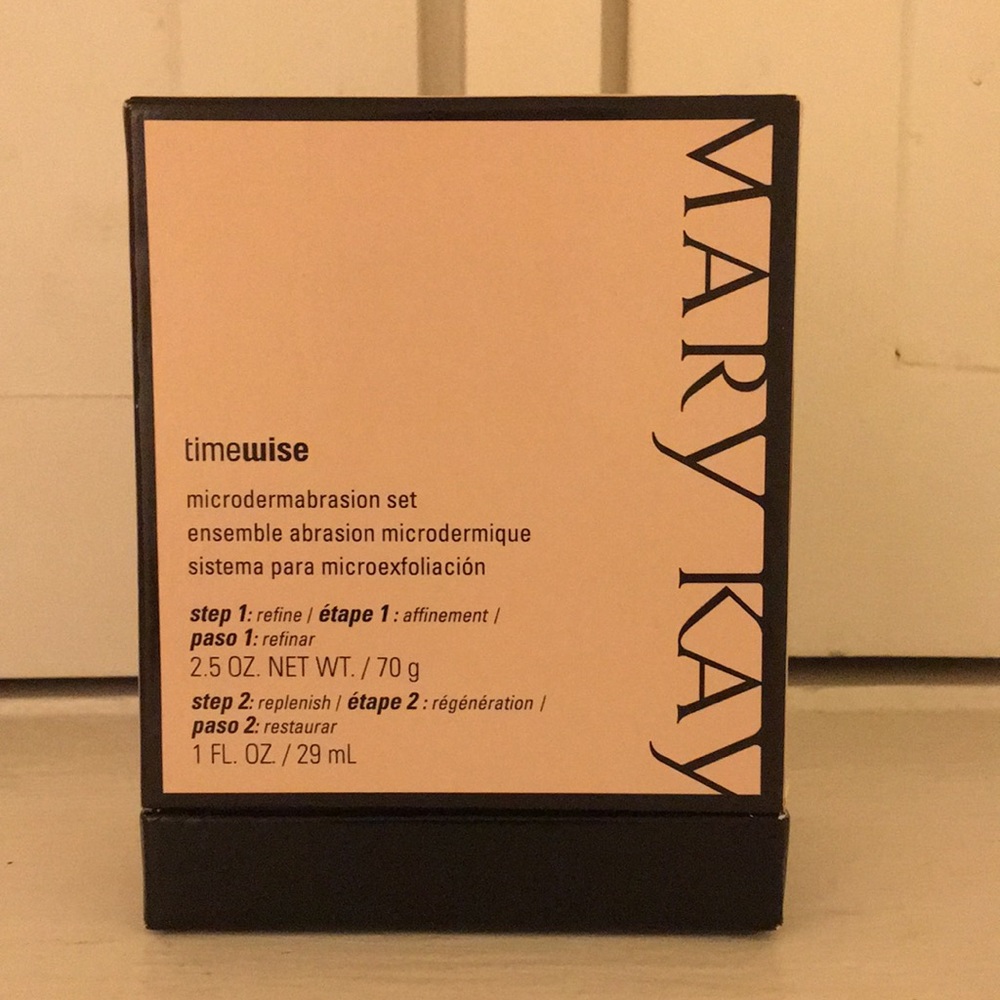 MARY KAY
timewise
microdermabrasion set
ensemble abrasion microdermique
sistema para microexfoliación
step 1: refine / étape 1 : affinement /
paso 1: refinar
2.5 OZ. NET WT. / 70 g
step 2: replenish / étape 2 : régénération /
paso 2: restaurar
1 FL. OZ. / 29 mL